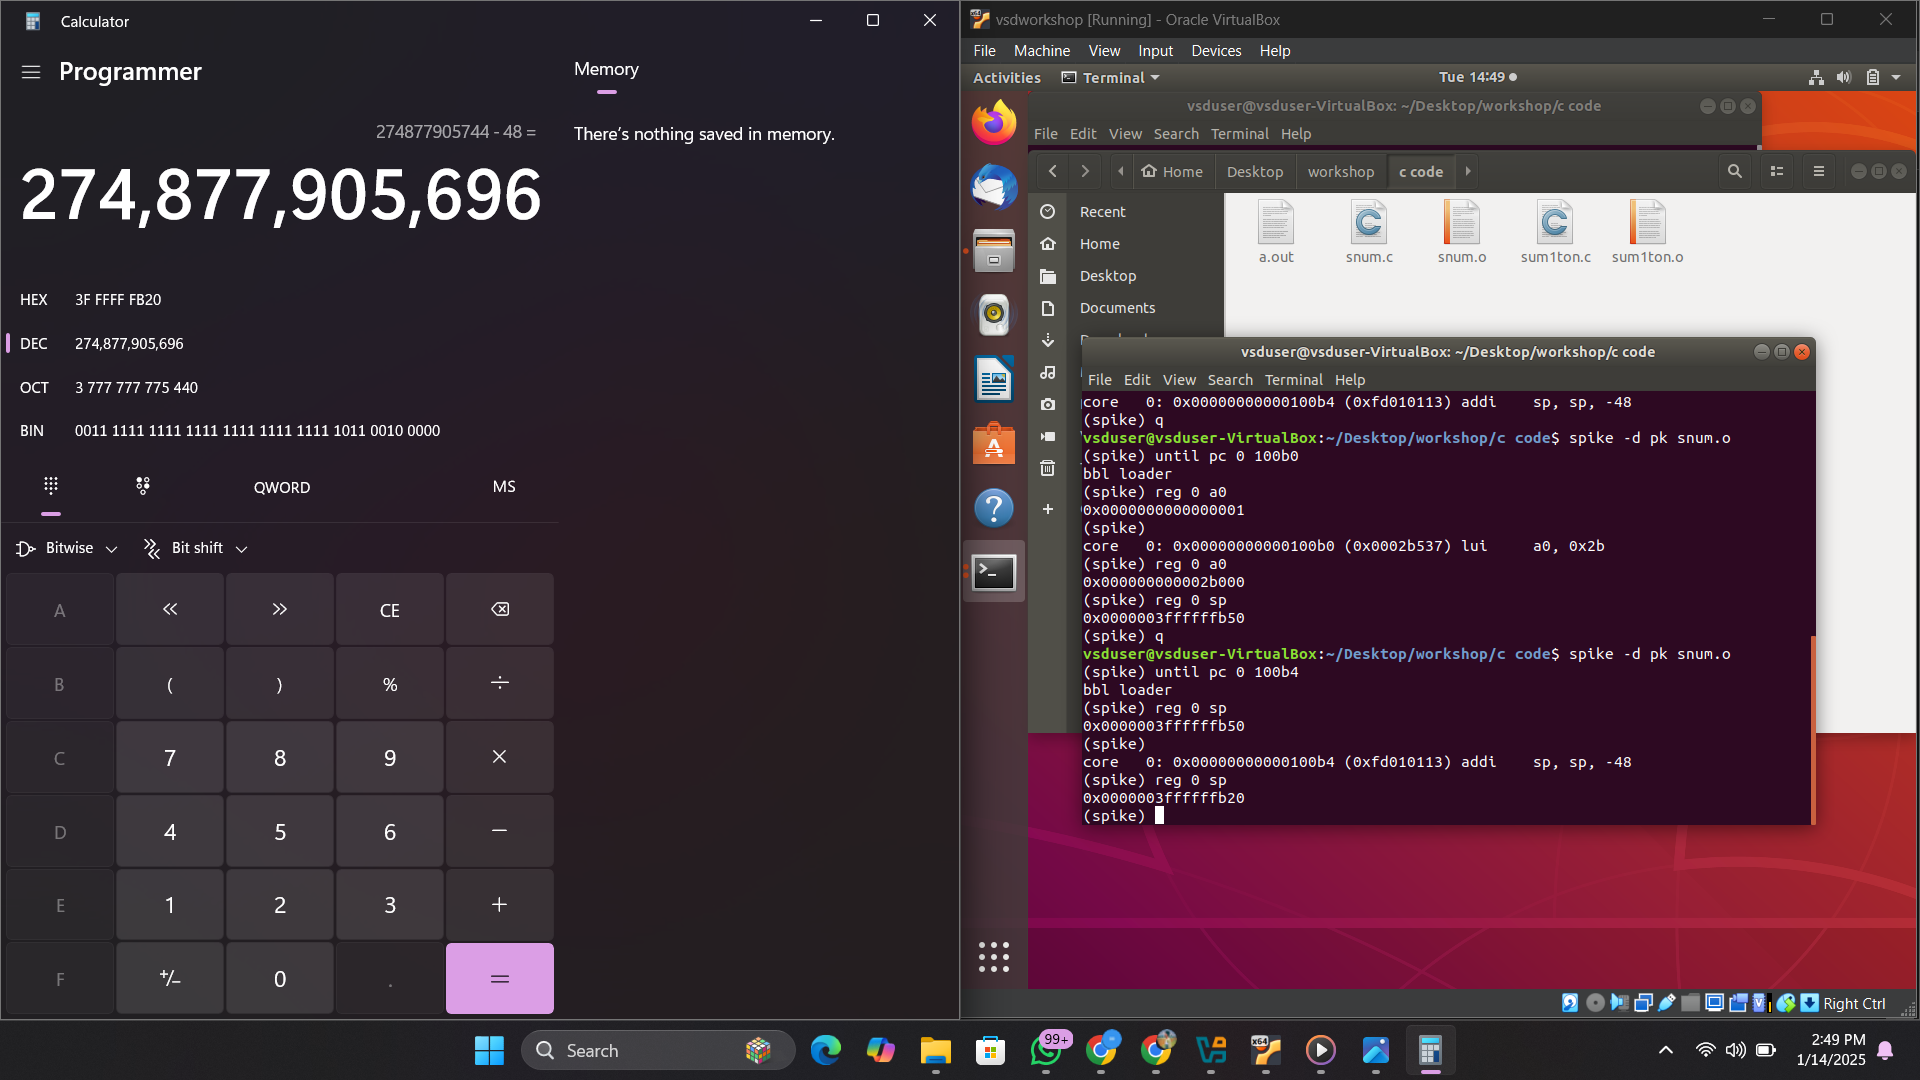 Calculator
Programmer
Memory
274877905744 - 48 =
There's nothing saved in memory.
274,877,905,696
HEX 3F FFFF FB20
DEC 274,877,905,696
OCT 3 777 777 775 440
BIN 0011 1111 1111 1111 1111 1111 1111 1011 0010 0000
QWORD MS
Bitwise Bit shift
A CE
B ( ) % ÷
C 7 8 9 ×
D 4 5 6 −
E 1 2 3 +
F +/− 0 . =
vsdworkshop [Running] - Oracle VirtualBox
File Machine View Input Devices Help
Activities Terminal Tue 14:49
vsduser@vsduser-VirtualBox: ~/Desktop/workshop/c code
File Edit View Search Terminal Help
Home Desktop workshop c code
Recent
Home
Desktop
Documents
a.out snum.c snum.o sum1ton.c sum1ton.o
vsduser@vsduser-VirtualBox: ~/Desktop/workshop/c code
File Edit View Search Terminal Help
core   0: 0x00000000000100b4 (0xfd010113) addi    sp, sp, -48
(spike) q
vsduser@vsduser-VirtualBox:~/Desktop/workshop/c code$ spike -d pk snum.o
(spike) until pc 0 100b0
bbl loader
(spike) reg 0 a0
0x0000000000000001
(spike)
core   0: 0x00000000000100b0 (0x0002b537) lui     a0, 0x2b
(spike) reg 0 a0
0x000000000002b000
(spike) reg 0 sp
0x0000003ffffffb50
(spike) q
vsduser@vsduser-VirtualBox:~/Desktop/workshop/c code$ spike -d pk snum.o
(spike) until pc 0 100b4
bbl loader
(spike) reg 0 sp
0x0000003ffffffb50
(spike)
core   0: 0x00000000000100b4 (0xfd010113) addi    sp, sp, -48
(spike) reg 0 sp
0x0000003ffffffb20
(spike)
Right Ctrl
Search
99+
x64
2:49 PM
1/14/2025